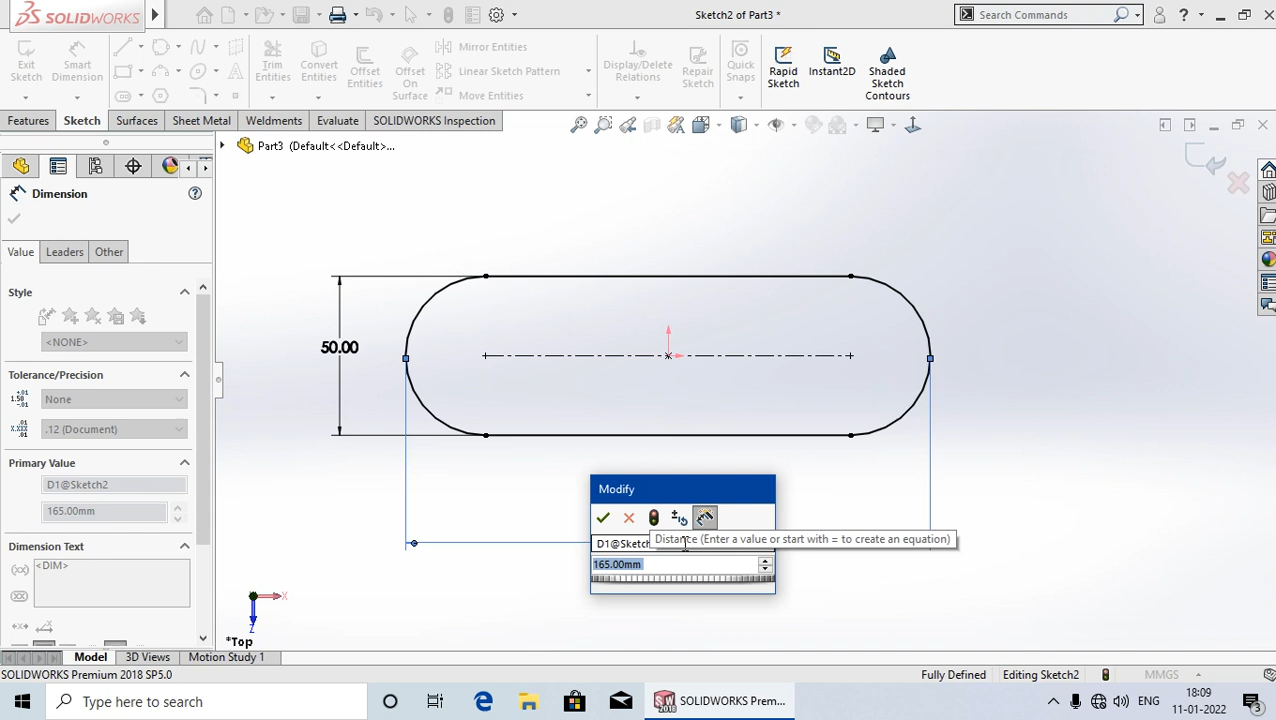 SOLIDWORKS
Sketch2 of Part3 *
Search Commands
Exit Sketch
Smart Dimension
Trim Entities
Convert Entities
Offset Entities
Offset On Surface
Mirror Entities
Linear Sketch Pattern
Move Entities
Display/Delete Relations
Repair Sketch
Quick Snaps
Rapid Sketch
Instant2D
Shaded Sketch Contours
Features
Sketch
Surfaces
Sheet Metal
Weldments
Evaluate
SOLIDWORKS Inspection
Part3 (Default<<Default>...
Dimension
Value
Leaders
Other
Style
<NONE>
Tolerance/Precision
None
.12 (Document)
Primary Value
D1@Sketch2
165.00mm
Dimension Text
<DIM>
50.00
Modify
D1@Sketch
Distance (Enter a value or start with = to create an equation)
165.00mm
X
Z
*Top
Model
3D Views
Motion Study 1
SOLIDWORKS Premium 2018 SP5.0
Fully Defined
Editing Sketch2
MMGS
Type here to search
SOLIDWORKS Prem...
ENG
18:09
11-01-2022
3